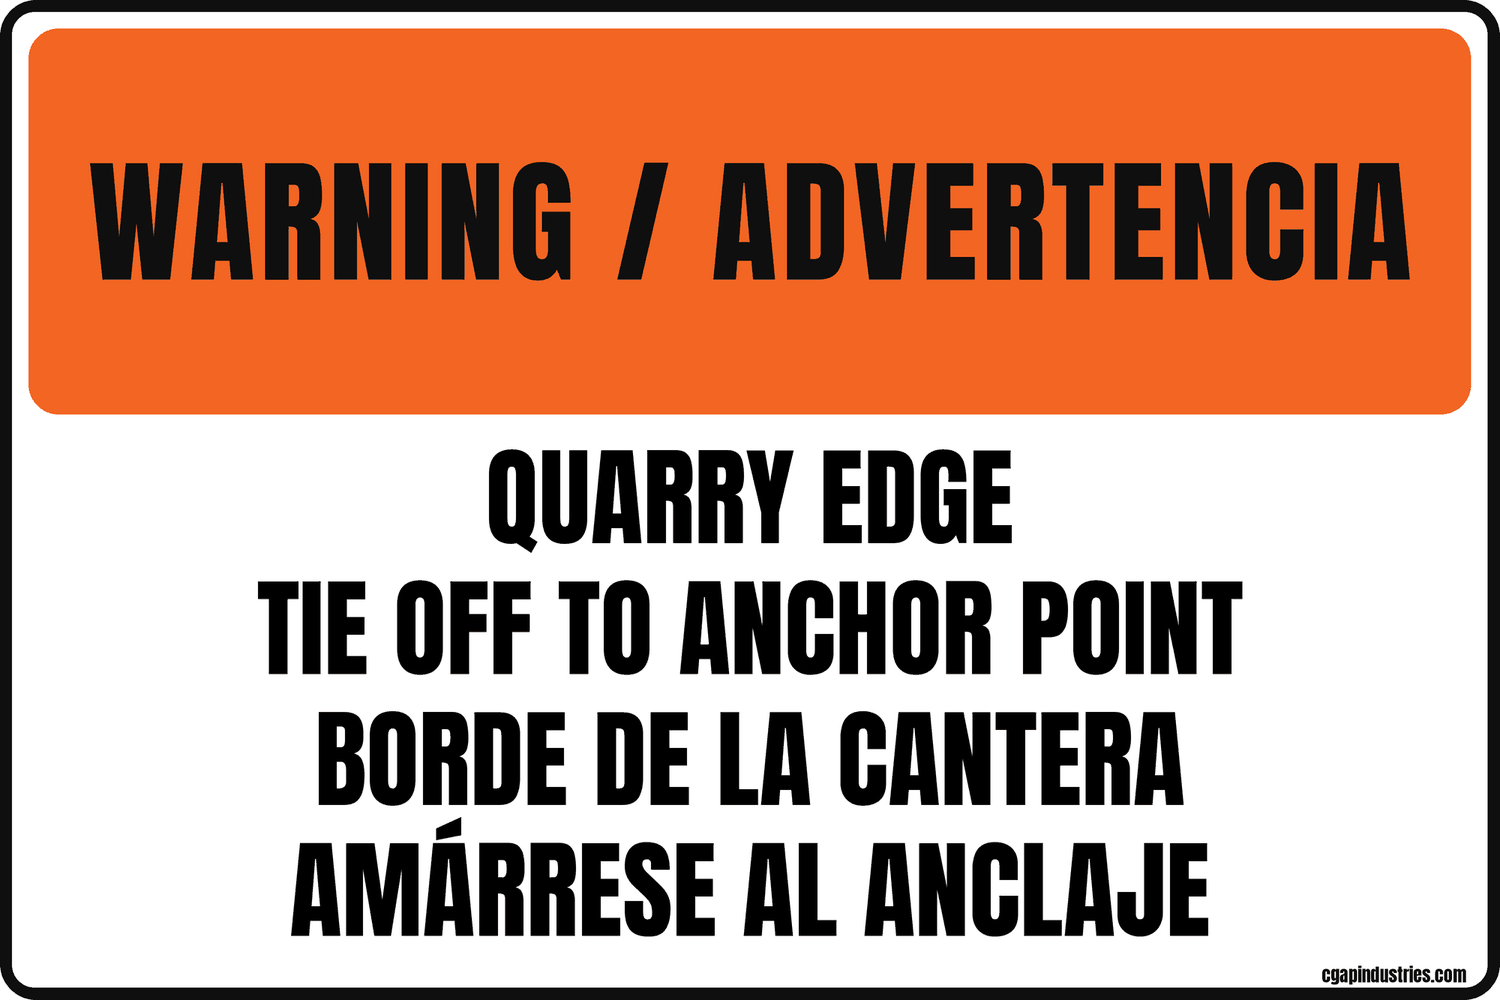 WARNING / ADVERTENCIA
QUARRY EDGE
TIE OFF TO ANCHOR POINT
BORDE DE LA CANTERA
AMÁRRESE AL ANCLAJE
cgapindustries.com